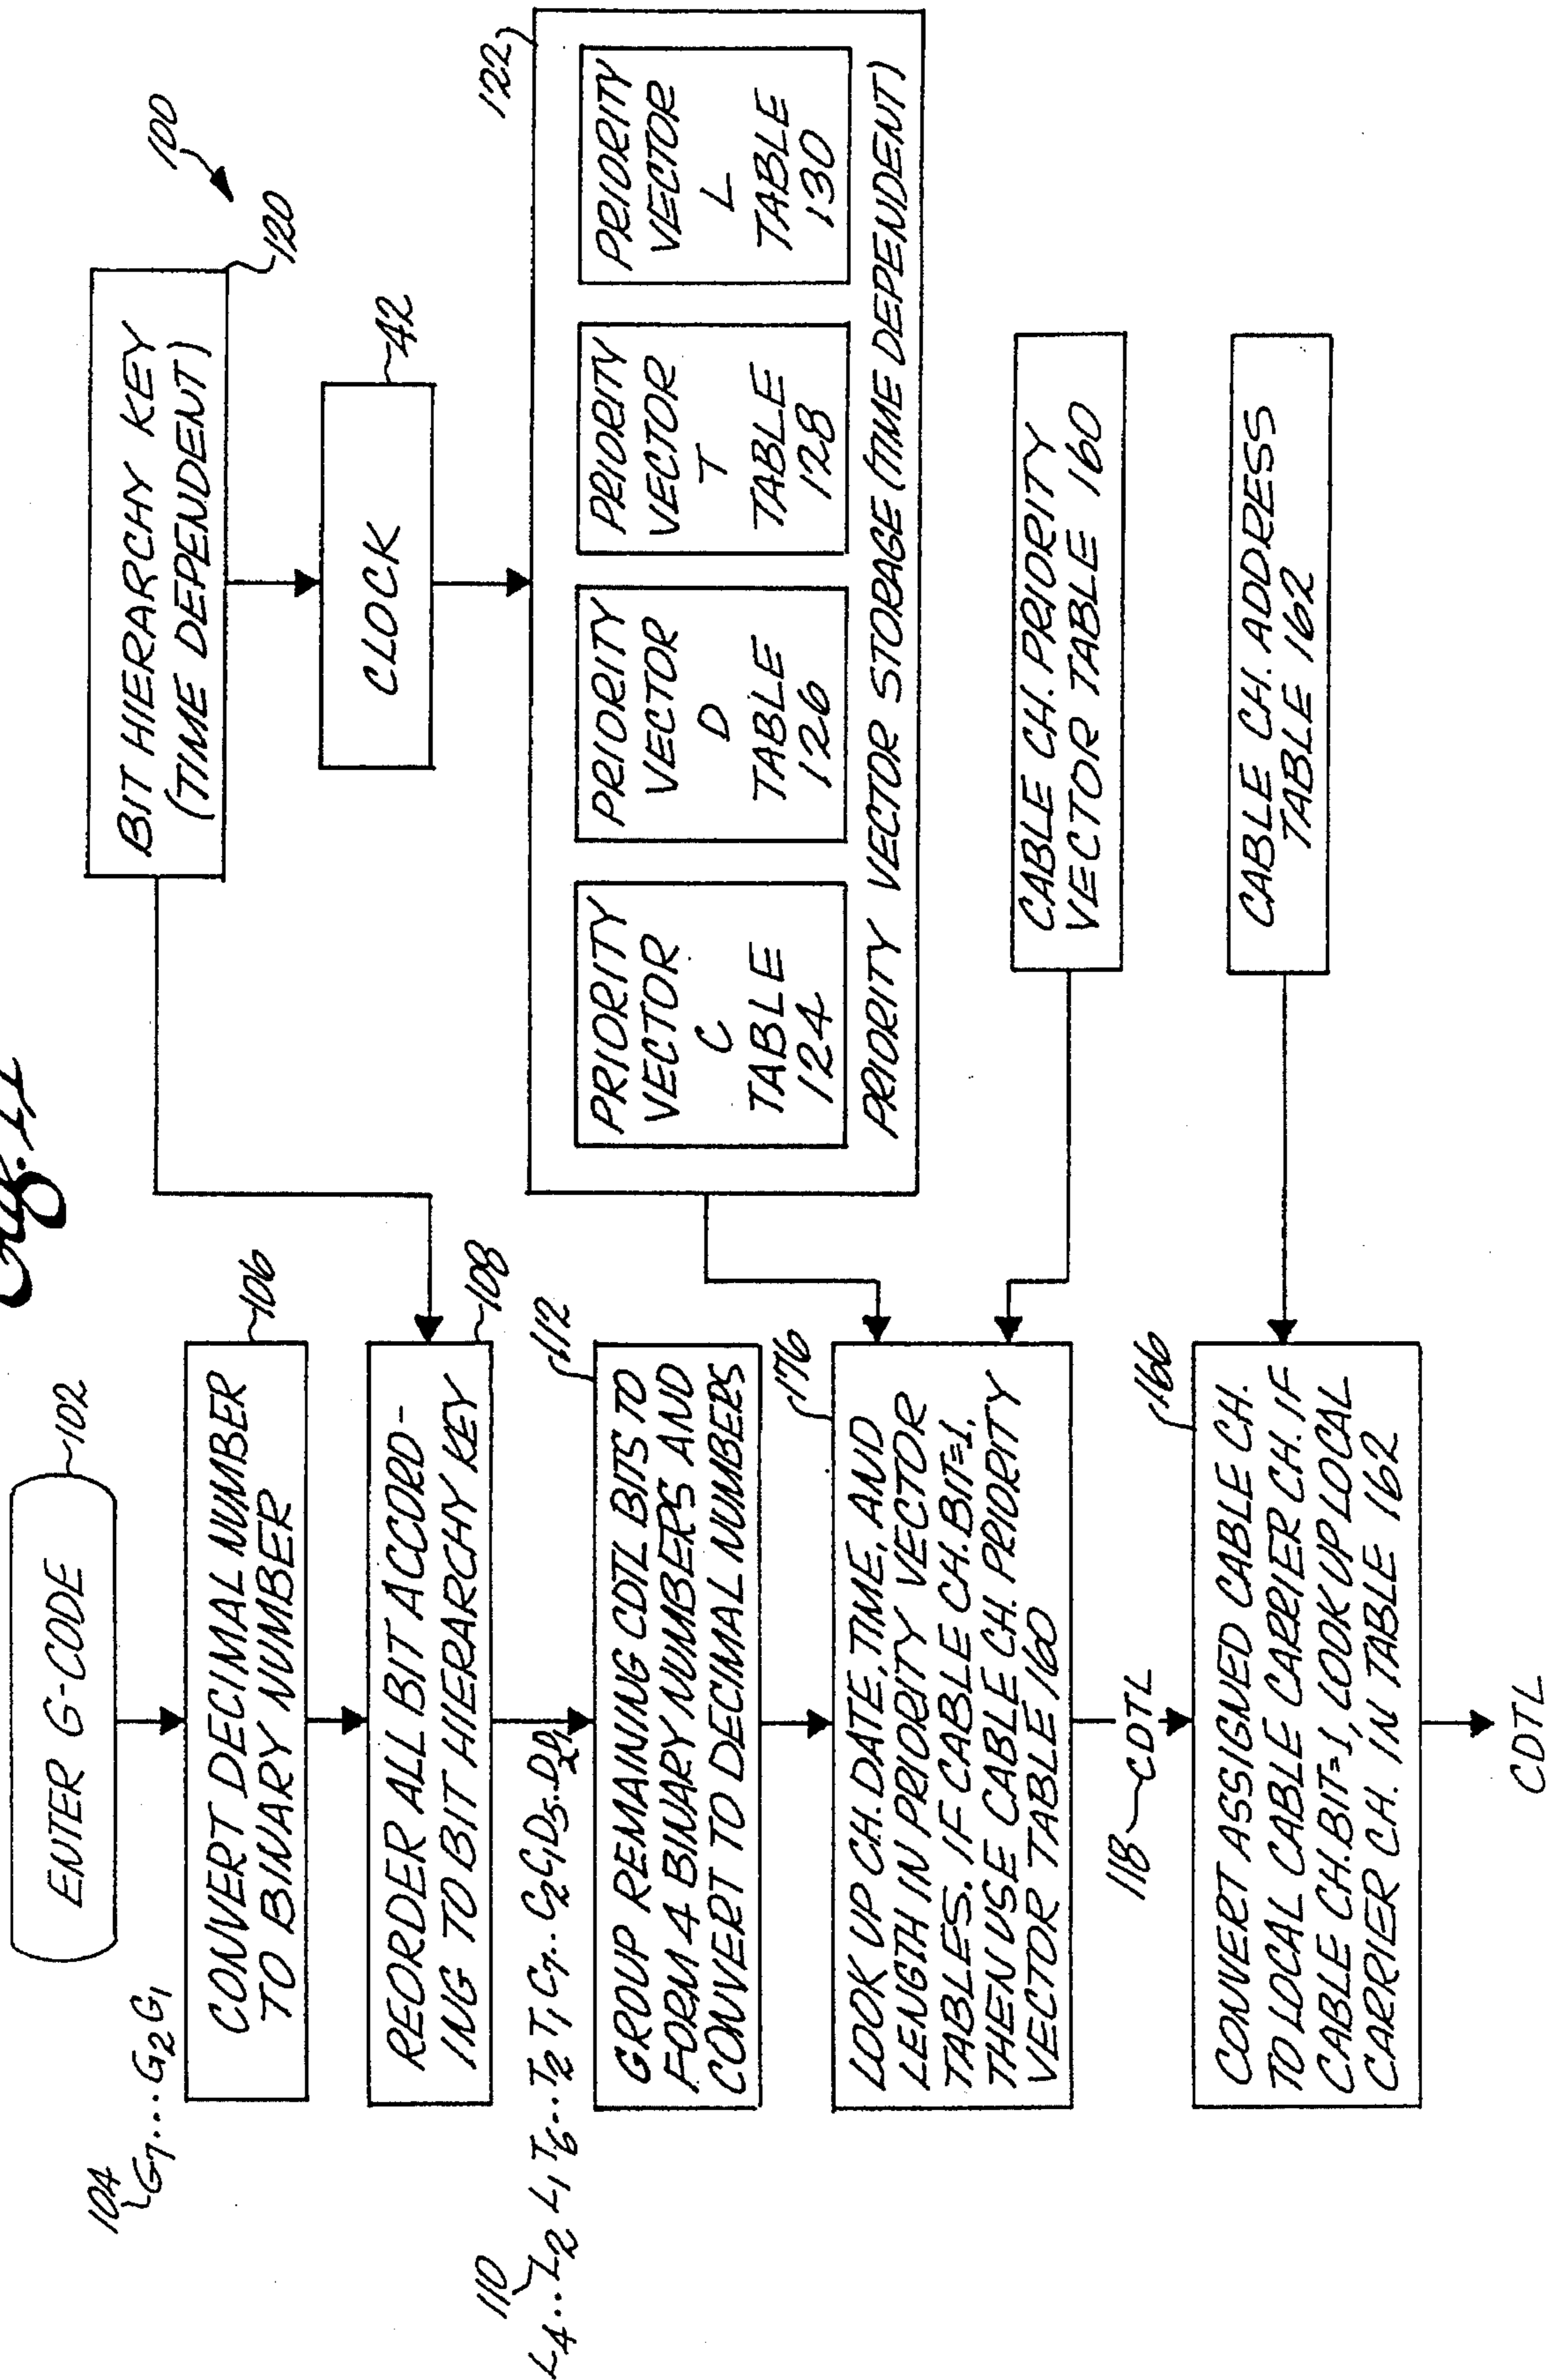 Fig. 11
100
ENTER G-CODE
102
104
G7...G2 G1
CONVERT DECIMAL NUMBER
TO BINARY NUMBER
106
REORDER ALL BIT ACCORD-
ING TO BIT HIERARCHY KEY
108
110
L4..L2 L1 T6...T2 T1 C7..C2 C1 D5..D2 D1
GROUP REMAINING CDTL BITS TO
FORM 4 BINARY NUMBERS AND
CONVERT TO DECIMAL NUMBERS
112
LOOK UP CH. DATE, TIME, AND
LENGTH IN PRIORITY VECTOR
TABLES. IF CABLE CH.BIT=1,
THEN USE CABLE CH. PRIORITY
VECTOR TABLE 160
176
118
CDTL
CONVERT ASSIGNED CABLE CH.
TO LOCAL CABLE CARRIER CH. IF
CABLE CH.BIT=1, LOOK UP LOCAL
CARRIER CH. IN TABLE 162
166
CDTL
BIT HIERARCHY KEY
(TIME DEPENDENT)
120
CLOCK
42
122
PRIORITY
VECTOR
C
TABLE
124
PRIORITY
VECTOR
D
TABLE
126
PRIORITY
VECTOR
T
TABLE
128
PRIORITY
VECTOR
L
TABLE
130
PRIORITY VECTOR STORAGE (TIME DEPENDENT)
CABLE CH. PRIORITY
VECTOR TABLE 160
CABLE CH. ADDRESS
TABLE 162